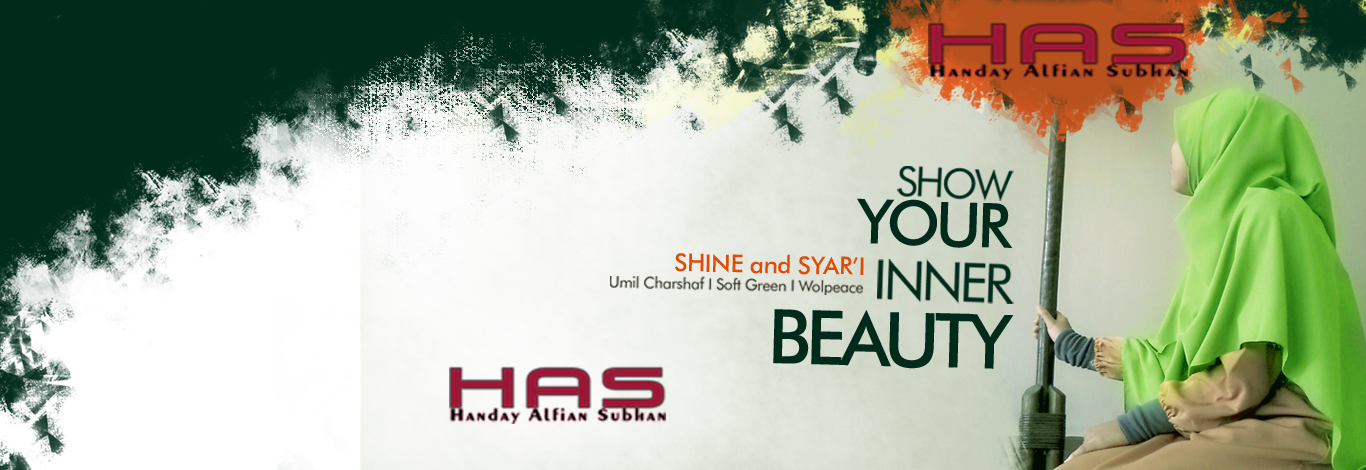 HAS
Handay Alfian Subhan
SHOW
YOUR
SHINE and SYAR'I
Umil Charshaf I Soft Green I Wolpeace
INNER
BEAUTY
HAS
Handay Alfian Subhan